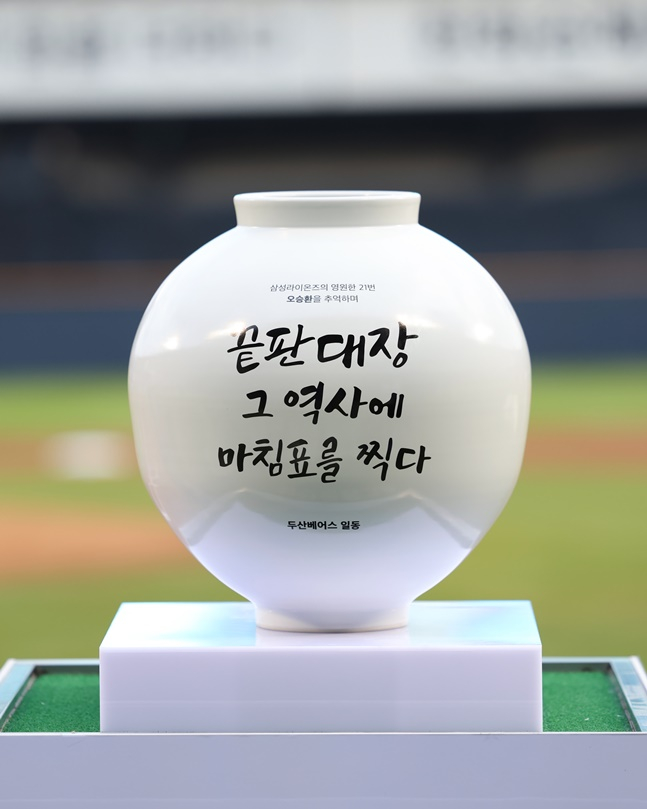 삼성라이온즈의 영원한 21번
오승환을 추억하며
끝판대장
그 역사에
마침표를 찍다
두산베어스 일동